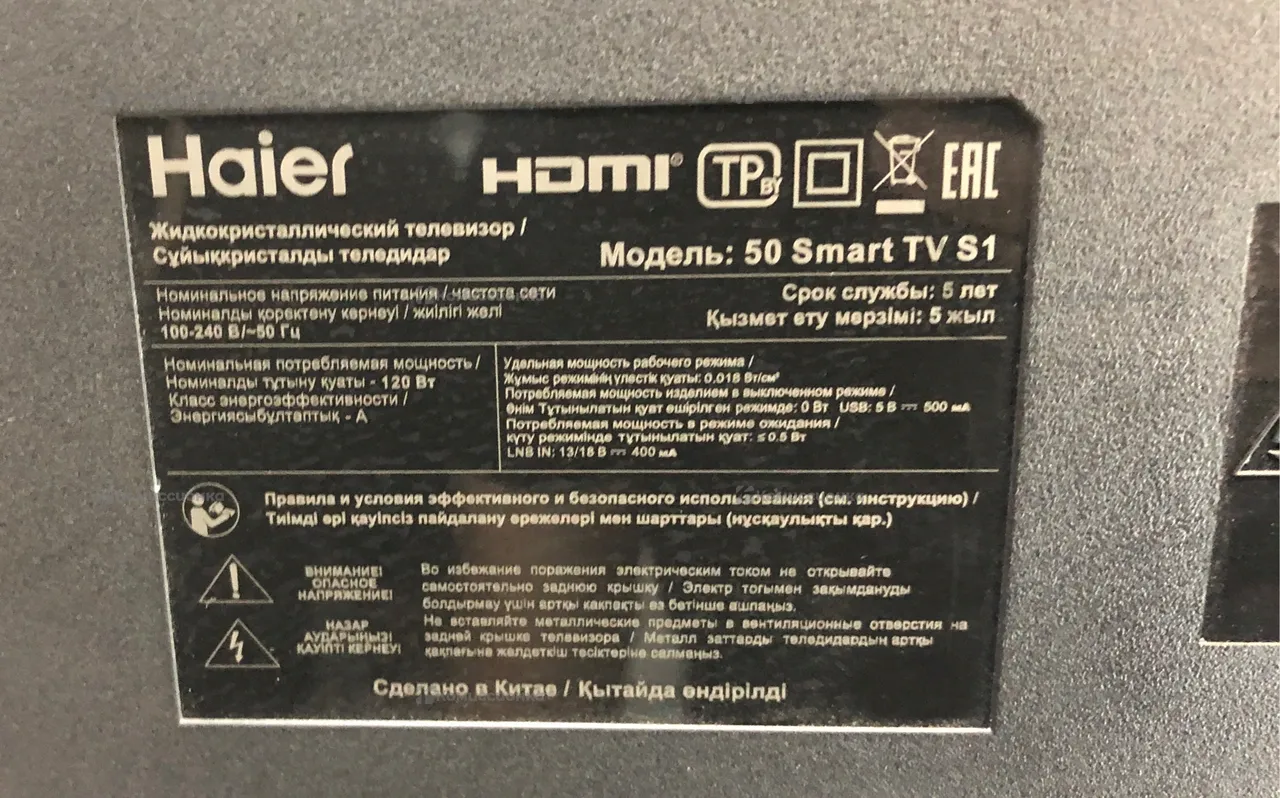 Haier
HDMI® TP BY EAC
Жидкокристаллический телевизор /
Сұйыққристалды теледидар
Модель: 50 Smart TV S1
Номинальное напряжение питания / частота сети
Номиналды қоректену кернеуі / жиілігі желі
100-240 В/~50 Гц
Срок службы: 5 лет
Қызмет ету мерзімі: 5 жыл
Номинальная потребляемая мощность /
Номиналды тұтыну қуаты - 120 Вт
Класс энергоэффективности /
Энергиясыбұлтаптық - А
Удельная мощность рабочего режима /
Жұмыс режимінің үлестік қуаты: 0,018 Вт/см²
Потребляемая мощность изделием в выключенном режиме /
Өнім Тұтынылатын қуат өшірілген режимде: 0 Вт USB: 5 В ⎓ 500 мА
Потребляемая мощность в режиме ожидания /
күту режимінде тұтынылатын қуат: ≤ 0.5 Вт
LNB IN: 13/18 В ⎓ 400 мА
Правила и условия эффективного и безопасного использования (см. инструкцию) /
Тиімді әрі қауіпсіз пайдалану ережелері мен шарттары (нұсқаулықты қар.)
ВНИМАНИЕ!
ОПАСНОЕ
НАПРЯЖЕНИЕ!
Во избежание поражения электрическим током не открывайте
самостоятельно заднюю крышку / Электр тогымен зақымдануды
болдырмау үшін артқы какпақты өз бетінше ашпаңыз.
НАЗАР
АУДАРЫҢЫЗ!
ҚАУІПТІ КЕРНЕУ!
Не вставляйте металлические предметы в вентиляционные отверстия на
задней крышке телевизора / Металл заттарды теледидардын артқы
қақпағына желдеткіш тесіктеріне салмаңыз.
Сделано в Китае / Қытайда өндірілді